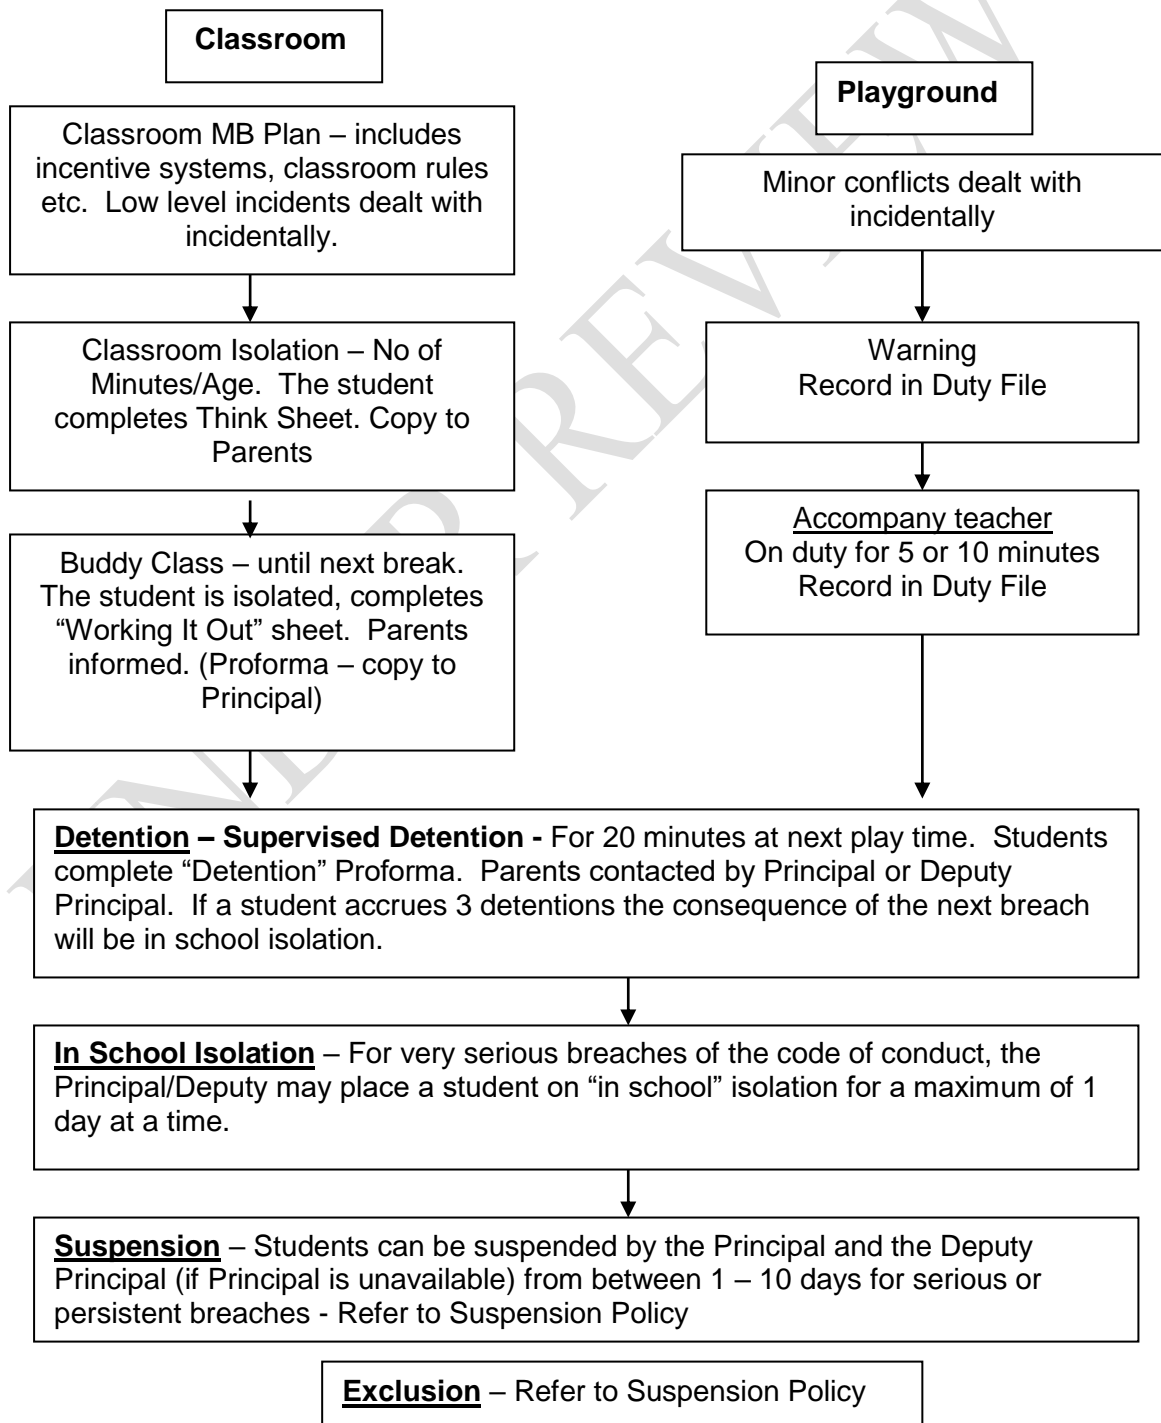 Classroom
Classroom MB Plan – includes
incentive systems, classroom rules
etc.  Low level incidents dealt with
incidentally.
Classroom Isolation – No of
Minutes/Age.  The student
completes Think Sheet. Copy to
Parents
Buddy Class – until next break.
The student is isolated, completes
“Working It Out” sheet.  Parents
informed. (Proforma – copy to
Principal)
Playground
Minor conflicts dealt with
incidentally
Warning
Record in Duty File
Accompany teacher
On duty for 5 or 10 minutes
Record in Duty File
Detention – Supervised Detention - For 20 minutes at next play time.  Students
complete “Detention” Proforma.  Parents contacted by Principal or Deputy
Principal.  If a student accrues 3 detentions the consequence of the next breach
will be in school isolation.
In School Isolation – For very serious breaches of the code of conduct, the
Principal/Deputy may place a student on “in school” isolation for a maximum of 1
day at a time.
Suspension – Students can be suspended by the Principal and the Deputy
Principal (if Principal is unavailable) from between 1 – 10 days for serious or
persistent breaches - Refer to Suspension Policy
Exclusion – Refer to Suspension Policy
UNDER REVIEW